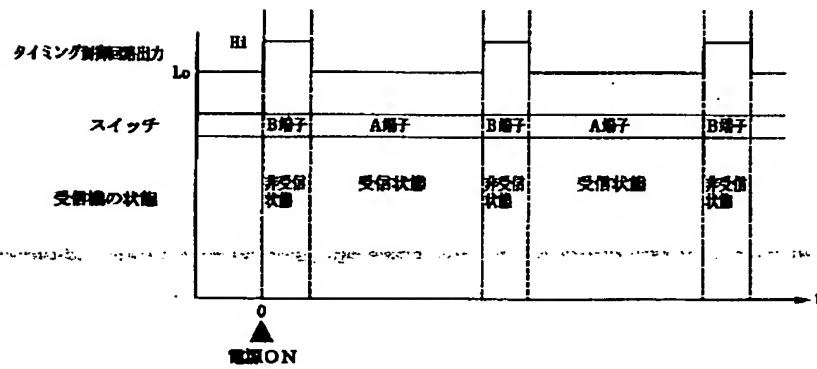 Hi
タイミング制御回路出力
Lo
スイッチ B端子 A端子 B端子 A端子 B端子
非受信 受信状態 非受信 受信状態 非受信
状態 状態 状態
受信機の状態
t
0
電源ON